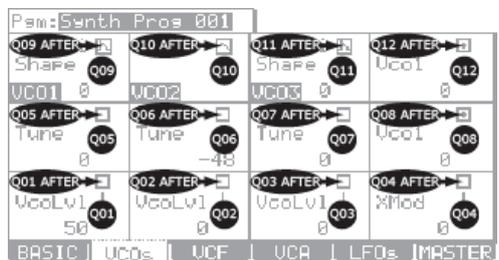 Pgm:Synth Prog 001
Q09 AFTER Q10 AFTER Q11 AFTER Q12 AFTER
Shape Q09 Q10 Shape Q11 Vco1 Q12
VCO1 0 VCO2 VCO3 0 0
Q05 AFTER Q06 AFTER Q07 AFTER Q08 AFTER
Tune Q05 Tune Q06 Tune Q07 Vco1 Q08
0 -48 0 0
Q01 AFTER Q02 AFTER Q03 AFTER Q04 AFTER
VcoLvl Q01 VcoLvl Q02 VcoLvl Q03 XMod Q04
50 0 0 0
BASIC VCOs VCF VCA LFOs MASTER